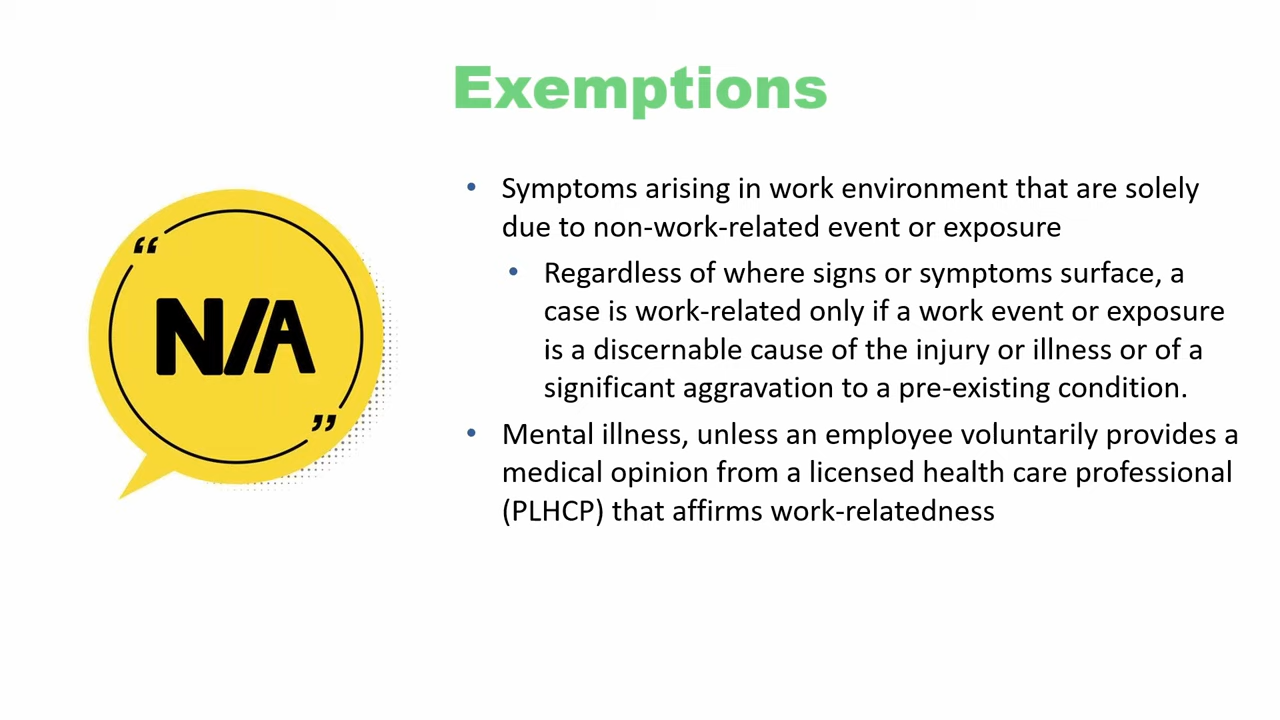 Exemptions
“
N/A
”
• Symptoms arising in work environment that are solely
due to non-work-related event or exposure
• Regardless of where signs or symptoms surface, a
case is work-related only if a work event or exposure
is a discernable cause of the injury or illness or of a
significant aggravation to a pre-existing condition.
• Mental illness, unless an employee voluntarily provides a
medical opinion from a licensed health care professional
(PLHCP) that affirms work-relatedness